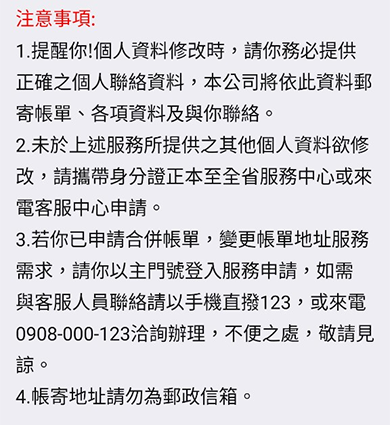 注意事項:
1.提醒你!個人資料修改時，請你務必提供
正確之個人聯絡資料，本公司將依此資料郵
寄帳單、各項資料及與你聯絡。
2.未於上述服務所提供之其他個人資料欲修
改，請攜帶身分證正本至全省服務中心或來
電客服中心申請。
3.若你已申請合併帳單，變更帳單地址服務
需求，請你以主門號登入服務申請，如需
與客服人員聯絡請以手機直撥123，或來電
0908-000-123洽詢辦理，不便之處，敬請見
諒。
4.帳寄地址請勿為郵政信箱。